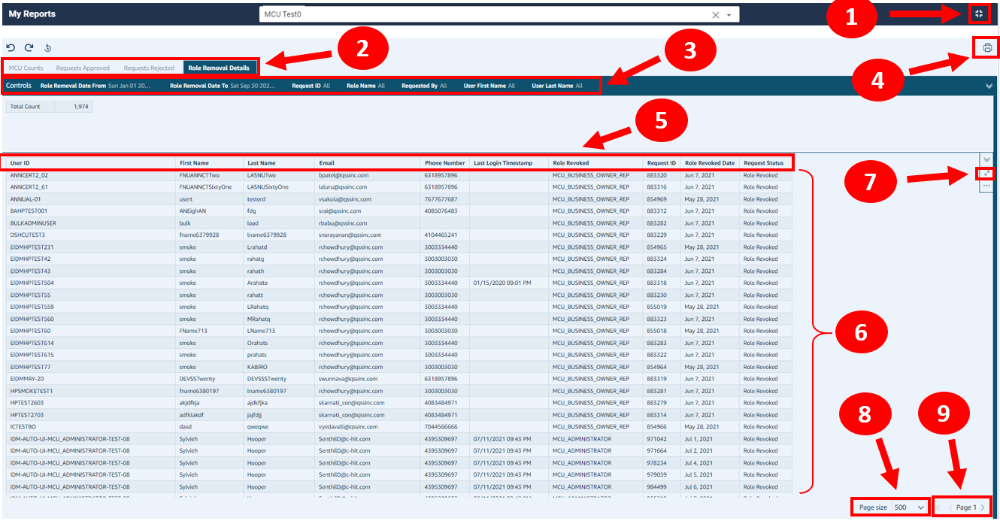 My Reports MCU Test0 1
2 3
MCU Counts Requests Approved Requests Rejected Role Removal Details 4
Controls Role Removal Date From Sun Jan 01 20... Role Removal Date To Sat Sep 30 202... Request ID All Role Name All Requested By All User First Name All User Last Name All
Total Count 1,974
5
User ID First Name Last Name Email Phone Number Last Login Timestamp Role Revoked Request ID Role Revoked Date Request Status
ANNCERT2_02 FNUANNCTTwo LASNUTwo bpatel@qssinc.com 6318957896 MCU_BUSINESS_OWNER_REP 883320 Jun 7, 2021 Role Revoked
7
ANNCERT2_61 FNUANNCTSixtyOne LASNUSixtyOne laluru@qssinc.com 6318957896 MCU_BUSINESS_OWNER_REP 883316 Jun 7, 2021 Role Revoked
ANNUAL-01 usert testerd vsakula@qssinc.com 7677677687 MCU_BUSINESS_OWNER_REP 854969 May 28, 2021 Role Revoked
BAHPTEST001 ANEighAN fdg srai@qssinc.com 4085076483 MCU_BUSINESS_OWNER_REP 883312 Jun 7, 2021 Role Revoked
BULKADMINUSER bulk load rbabu@qssinc.com MCU_BUSINESS_OWNER_REP 883282 Jun 7, 2021 Role Revoked
DSHCUTEST3 fname6379928 lname6379928 snarayanan@qssinc.com 4104465241 MCU_BUSINESS_OWNER_REP 883229 Jun 7, 2021 Role Revoked
EIDMHPTEST231 smoke Lrahatd rchowdhury@qssinc.com 3003334440 MCU_BUSINESS_OWNER_REP 854965 May 28, 2021 Role Revoked
EIDMHPTEST42 smoke rahatg rchowdhury@qssinc.com 3003003030 MCU_BUSINESS_OWNER_REP 883324 Jun 7, 2021 Role Revoked
EIDMHPTEST43 smoke rahath rchowdhury@qssinc.com 3003003030 MCU_BUSINESS_OWNER_REP 883284 Jun 7, 2021 Role Revoked
EIDMHPTEST504 smoke Arahato rchowdhury@qssinc.com 3003334440 01/15/2020 09:01 PM MCU_BUSINESS_OWNER_REP 883318 Jun 7, 2021 Role Revoked
EIDMHPTEST55 smoke rahatt rchowdhury@qssinc.com 3003003030 MCU_BUSINESS_OWNER_REP 883230 Jun 7, 2021 Role Revoked
EIDMHPTEST559 smoke LRahatq rchowdhury@qssinc.com 3003334440 MCU_BUSINESS_OWNER_REP 855019 May 28, 2021 Role Revoked
EIDMHPTEST560 smoke MRahatq rchowdhury@qssinc.com 3003334440 MCU_BUSINESS_OWNER_REP 883323 Jun 7, 2021 Role Revoked
EIDMHPTEST60 FName713 LName713 rchowdhury@qssinc.com 3003003030 MCU_BUSINESS_OWNER_REP 855018 May 28, 2021 Role Revoked
6
EIDMHPTEST614 smoke Orahats rchowdhury@qssinc.com 3003334440 MCU_BUSINESS_OWNER_REP 883283 Jun 7, 2021 Role Revoked
EIDMHPTEST615 smoke prahats rchowdhury@qssinc.com 3003334440 MCU_BUSINESS_OWNER_REP 883322 Jun 7, 2021 Role Revoked
EIDMHPTEST77 smoke KABIRO rchowdhury@qssinc.com 3003003030 MCU_BUSINESS_OWNER_REP 854964 May 28, 2021 Role Revoked
EIDMMAY-20 DEVSSTwenty DEVSSSTwenty swunnava@qssinc.com 6318957896 MCU_BUSINESS_OWNER_REP 883319 Jun 7, 2021 Role Revoked
HPSMOKETEST1 fname6380197 lname6380197 rchowdhury@qssinc.com 3003003030 MCU_BUSINESS_OWNER_REP 883281 Jun 7, 2021 Role Revoked
HPTEST2603 akjdfkja ajdkfjka skarnati_con@qssinc.com 4083484971 MCU_BUSINESS_OWNER_REP 883279 Jun 7, 2021 Role Revoked
HPTEST2703 adfklakdf jajfdjj skarnati_con@qssinc.com 4083484971 MCU_BUSINESS_OWNER_REP 883314 Jun 7, 2021 Role Revoked
8 9
ICTESTBO dasd qweqwe vyedavalli@qssinc.com 7044566666 MCU_BUSINESS_OWNER_REP 854966 May 28, 2021 Role Revoked
IDM-AUTO-UI-MCU_ADMINISTRATOR-TEST-08 Sylvieh Hooper SenthilD@c-hit.com 4395309697 07/11/2021 09:43 PM MCU_ADMINISTRATOR 971042 Jul 1, 2021 Role Revoked
IDM-AUTO-UI-MCU_ADMINISTRATOR-TEST-08 Sylvieh Hooper SenthilD@c-hit.com 4395309697 07/11/2021 09:43 PM MCU_ADMINISTRATOR 971664 Jul 2, 2021 Role Revoked
IDM-AUTO-UI-MCU_ADMINISTRATOR-TEST-08 Sylvieh Hooper SenthilD@c-hit.com 4395309697 07/11/2021 09:43 PM MCU_ADMINISTRATOR 978234 Jul 4, 2021 Role Revoked
IDM-AUTO-UI-MCU_ADMINISTRATOR-TEST-08 Sylvieh Hooper SenthilD@c-hit.com 4395309697 07/11/2021 09:43 PM MCU_ADMINISTRATOR 979059 Jul 5, 2021 Role Revoked
IDM-AUTO-UI-MCU_ADMINISTRATOR-TEST-08 Sylvieh Hooper SenthilD@c-hit.com 4395309697 07/11/2021 09:43 PM MCU_ADMINISTRATOR 984499 Jul 6, 2021 Role Revoked
Page size 500 Page 1